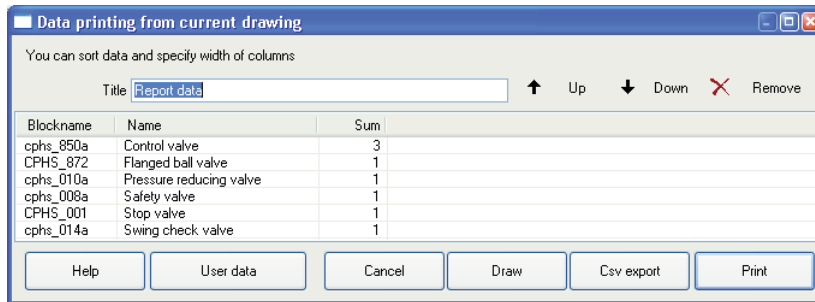 Data printing from current drawing
You can sort data and specify width of columns
Title Report data Up Down Remove
Blockname Name Sum
cphs_850a Control valve 3
CPHS_872 Flanged ball valve 1
cphs_010a Pressure reducing valve 1
cphs_008a Safety valve 1
CPHS_001 Stop valve 1
cphs_014a Swing check valve 1
Help User data Cancel Draw Csv export Print